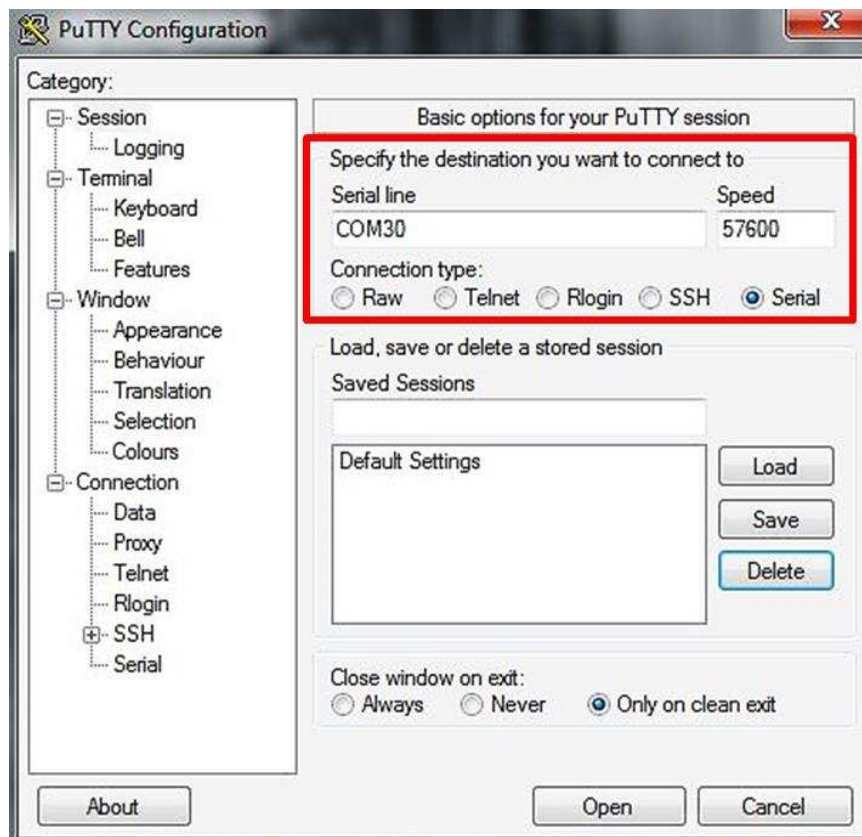 PuTTY Configuration
Category:
Session
Logging
Terminal
Keyboard
Bell
Features
Window
Appearance
Behaviour
Translation
Selection
Colours
Connection
Data
Proxy
Telnet
Rlogin
SSH
Serial
Basic options for your PuTTY session
Specify the destination you want to connect to
Serial line Speed
COM30 57600
Connection type:
Raw Telnet Rlogin SSH Serial
Load, save or delete a stored session
Saved Sessions
Default Settings
Load
Save
Delete
Close window on exit:
Always Never Only on clean exit
About Open Cancel